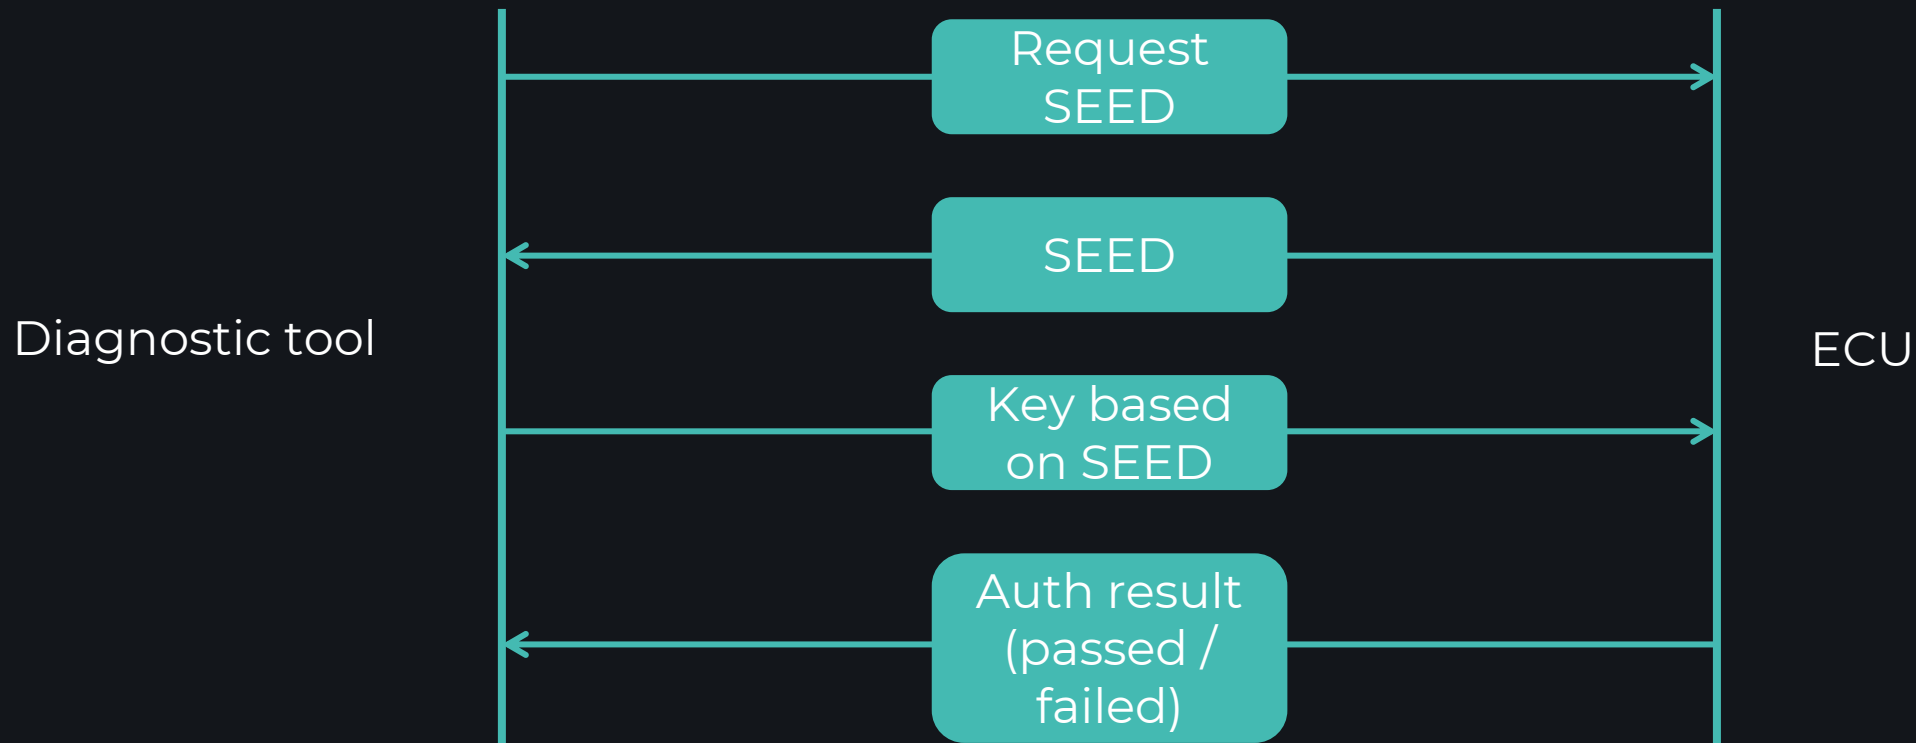 Request
SEED
SEED
Diagnostic tool
ECU
Key based
on SEED
Auth result
(passed /
failed)